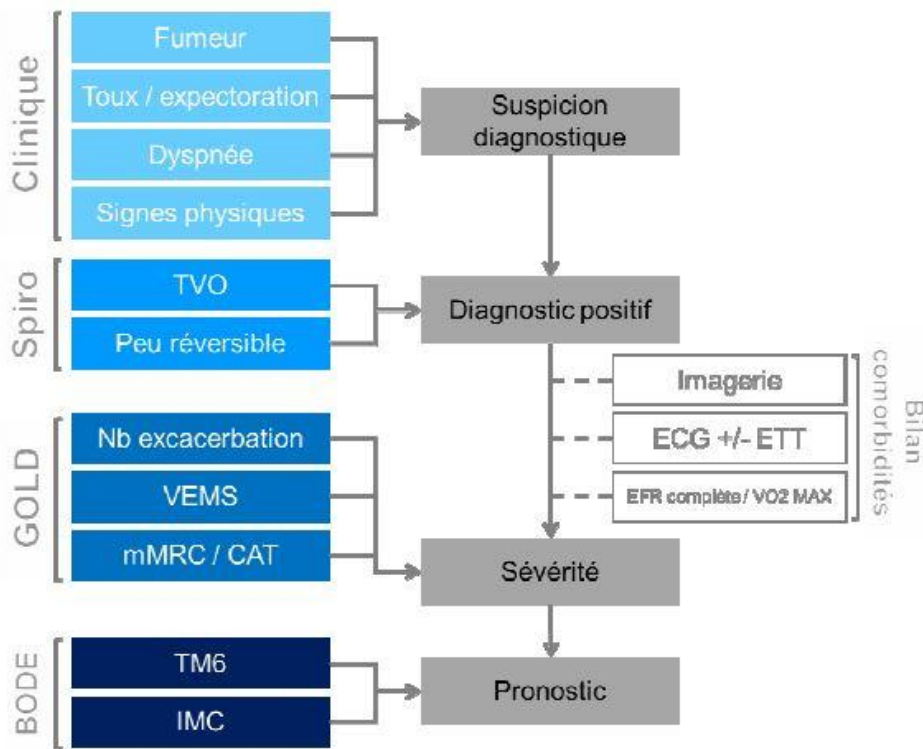 Clinique
Fumeur
Toux / expectoration
Dyspnée
Signes physiques
Suspicion
diagnostique
Spiro
TVO
Peu réversible
Diagnostic positif
Imagerie
ECG +/- ETT
EFR complète / VO2 MAX
Bilan
comorbidités
GOLD
Nb excacerbation
VEMS
mMRC / CAT
Sévérité
BODE
TM6
IMC
Pronostic